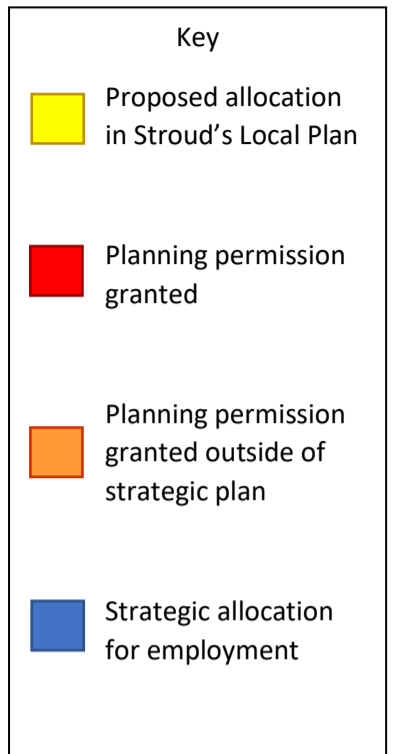 Key
Proposed allocation
in Stroud’s Local Plan
Planning permission
granted
Planning permission
granted outside of
strategic plan
Strategic allocation
for employment